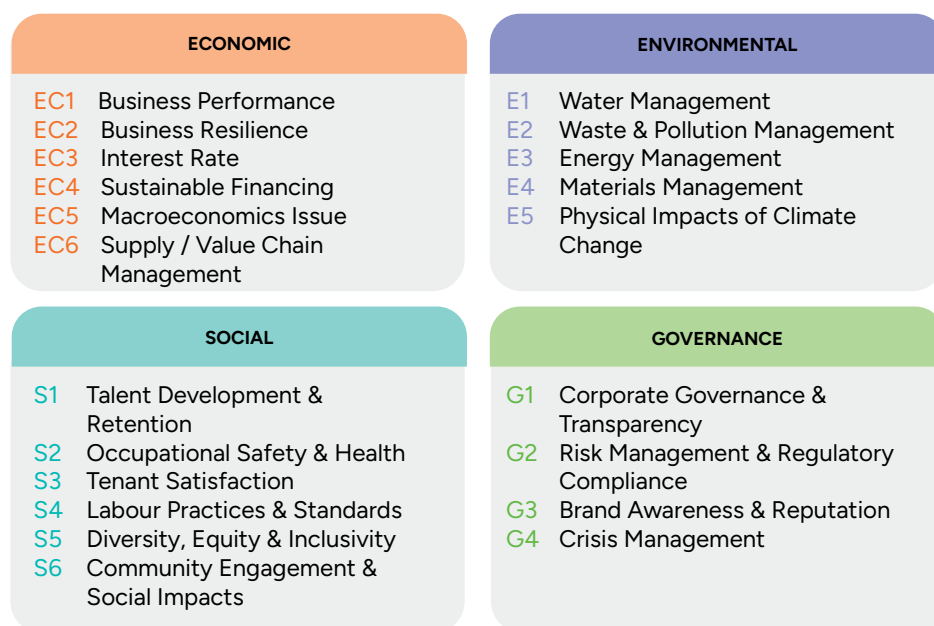 ECONOMIC
EC1 Business Performance
EC2 Business Resilience
EC3 Interest Rate
EC4 Sustainable Financing
EC5 Macroeconomics Issue
EC6 Supply / Value Chain
Management
ENVIRONMENTAL
E1 Water Management
E2 Waste & Pollution Management
E3 Energy Management
E4 Materials Management
E5 Physical Impacts of Climate
Change
SOCIAL
S1 Talent Development &
Retention
S2 Occupational Safety & Health
S3 Tenant Satisfaction
S4 Labour Practices & Standards
S5 Diversity, Equity & Inclusivity
S6 Community Engagement &
Social Impacts
GOVERNANCE
G1 Corporate Governance &
Transparency
G2 Risk Management & Regulatory
Compliance
G3 Brand Awareness & Reputation
G4 Crisis Management